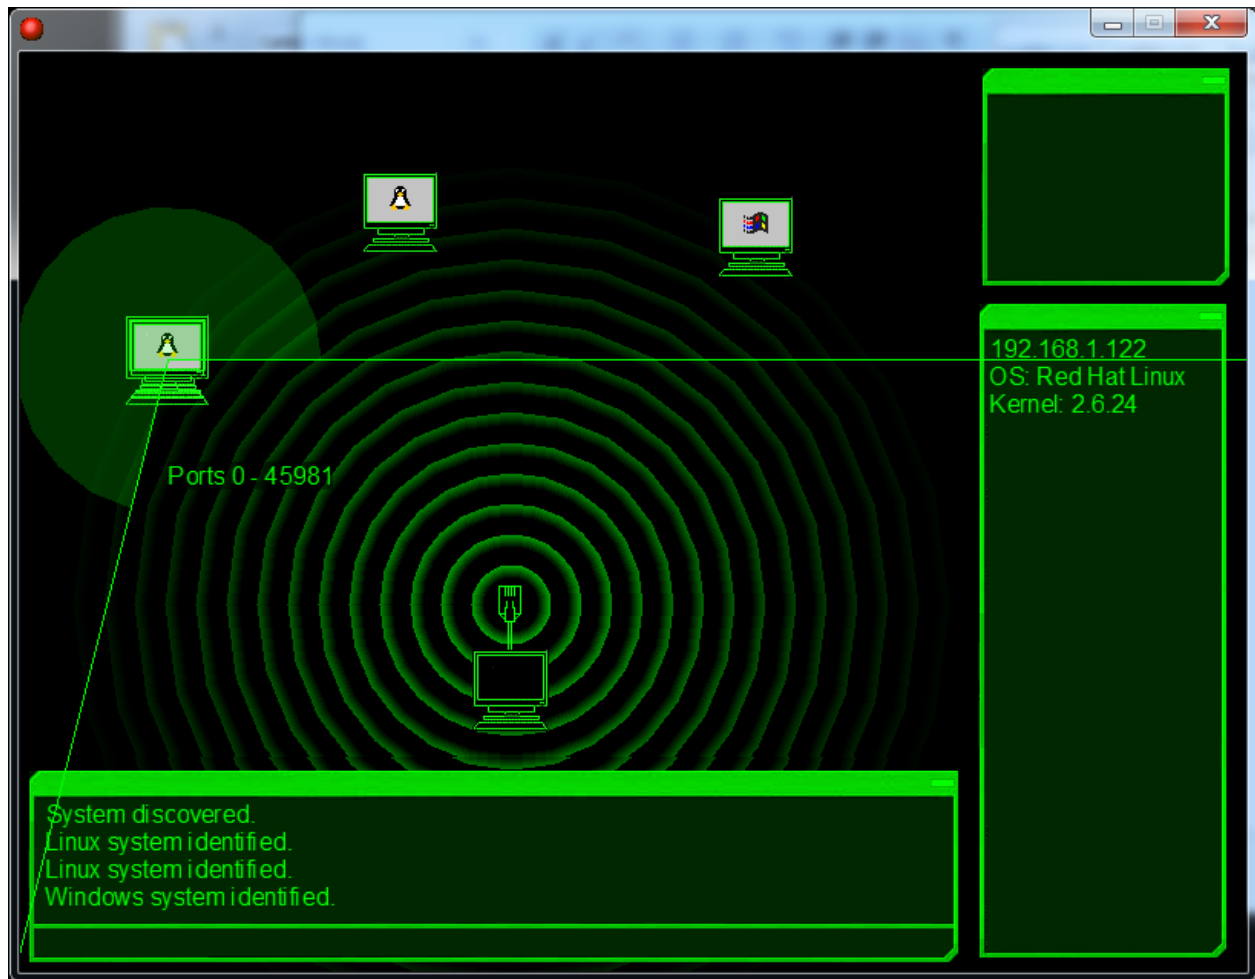 192.168.1.122
OS: Red Hat Linux
Kernel: 2.6.24
Ports 0 - 45981
System discovered.
Linux system identified.
Linux system identified.
Windows system identified.